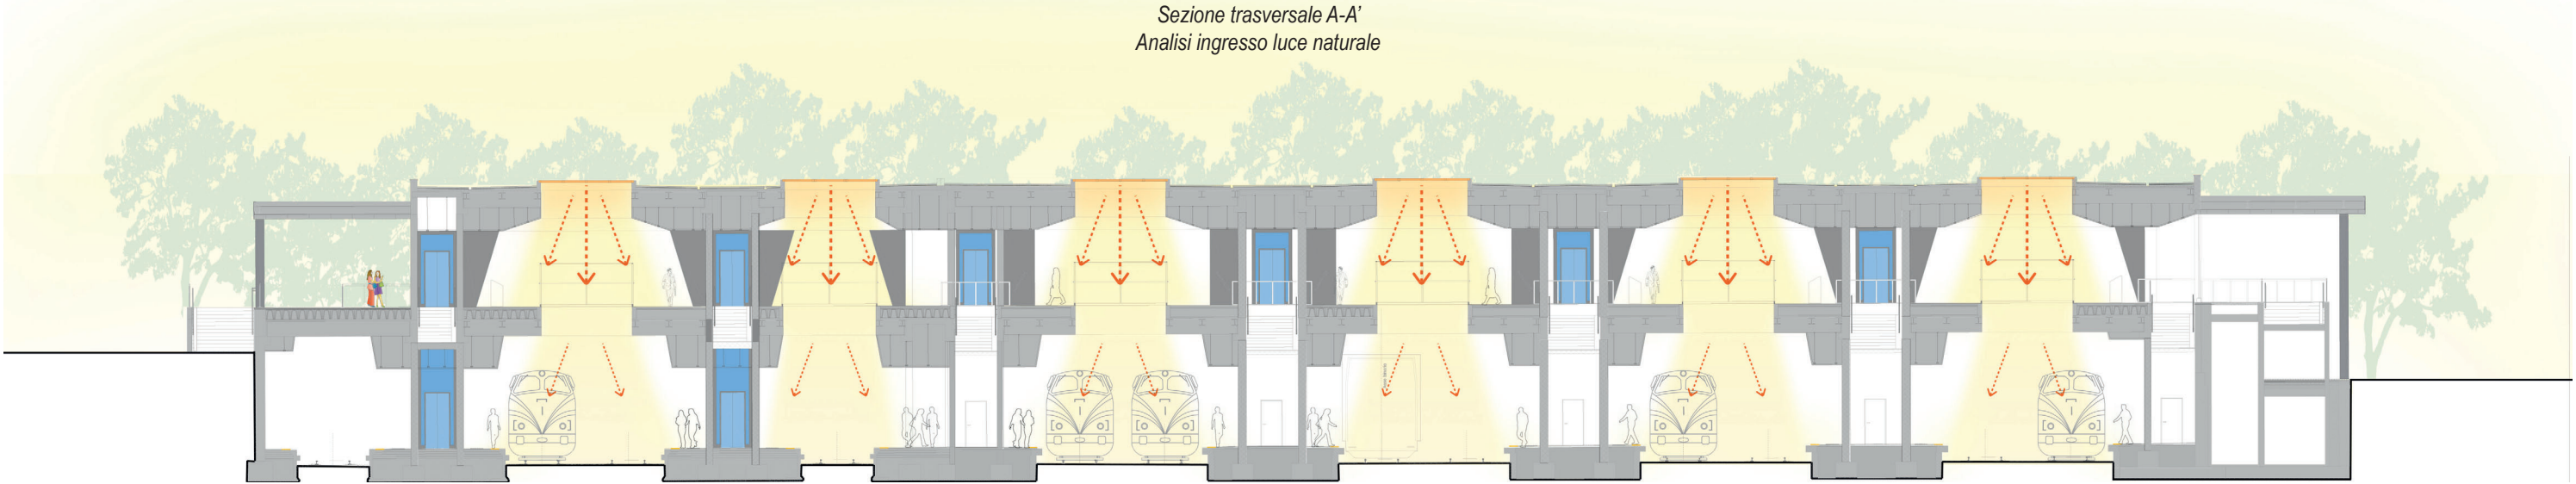 Sezione trasversale A-A'
Analisi ingresso luce naturale